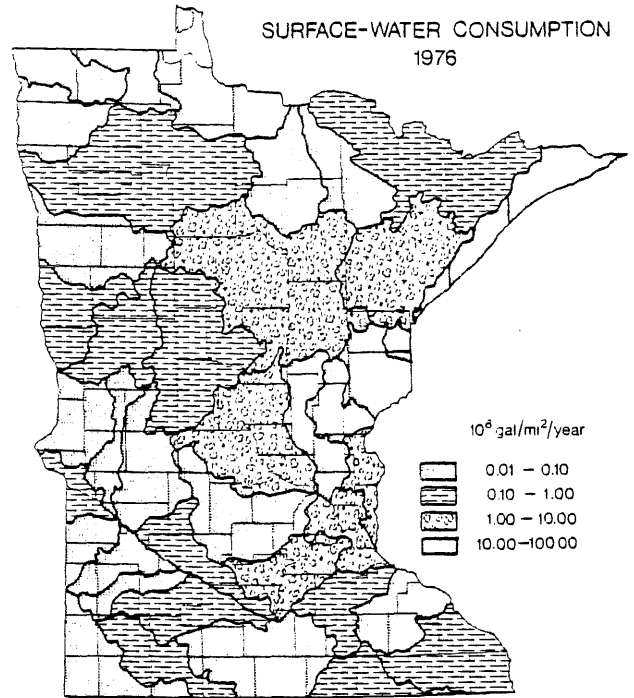 SURFACE-WATER CONSUMPTION
1976
10⁶ gal/mi²/year
0.01 - 0.10
0.10 - 1.00
1.00 - 10.00
10.00-100.00